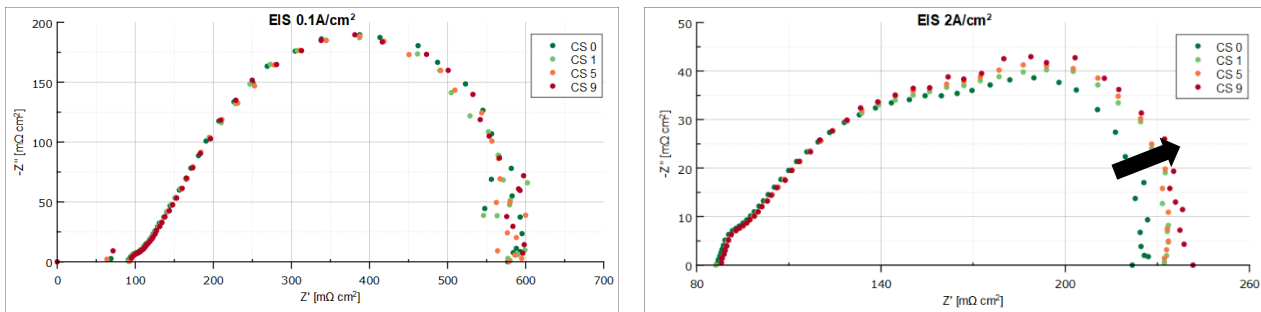 EIS 0.1A/cm²
200
150
100
50
0
-Z'' [mΩ cm²]
0 100 200 300 400 500 600 700
Z' [mΩ cm²]
CS 0
CS 1
CS 5
CS 9
EIS 2A/cm²
50
40
30
20
10
0
-Z'' [mΩ cm²]
80 140 200 260
Z' [mΩ cm²]
CS 0
CS 1
CS 5
CS 9